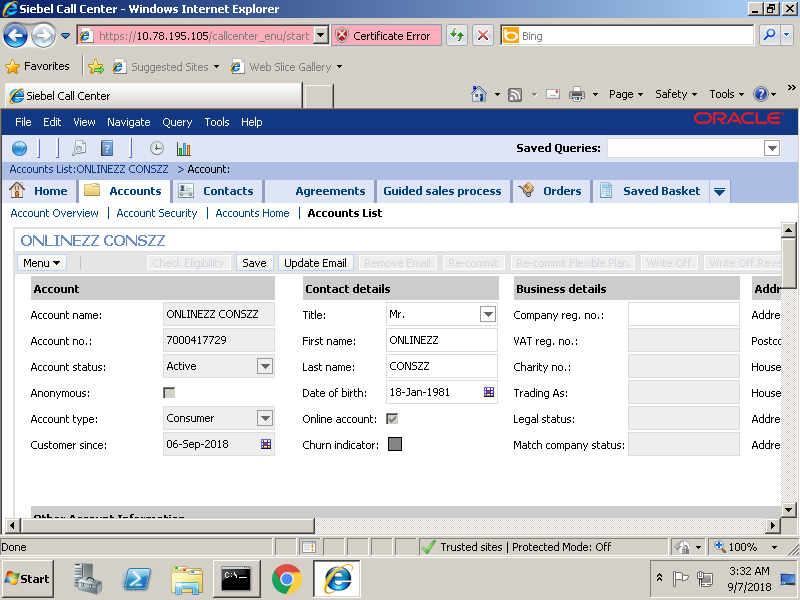 Siebel Call Center - Windows Internet Explorer
https://10.78.195.105/callcenter_enu/start
Certificate Error
Bing
Favorites
Suggested Sites
Web Slice Gallery
Siebel Call Center
Page
Safety
Tools
File Edit View Navigate Query Tools Help
ORACLE
Saved Queries:
Accounts List:ONLINEZZ CONSZZ > Account:
Home
Accounts
Contacts
Agreements
Guided sales process
Orders
Saved Basket
Account Overview | Account Security | Accounts Home | Accounts List
ONLINEZZ CONSZZ
Menu
Check Eligibility
Save
Update Email
Remove Email
Re-commit
Re-commit Flexible Plan
Write Off
Write Off Reve
Account
Contact details
Business details
Addr
Account name: ONLINEZZ CONSZZ
Title: Mr.
Company reg. no.:
Addre
Account no.: 7000417729
First name: ONLINEZZ
VAT reg. no.:
Postco
Account status: Active
Last name: CONSZZ
Charity no.:
House
Anonymous:
Date of birth: 18-Jan-1981
Trading As:
House
Account type: Consumer
Online account:
Legal status:
Addre
Customer since: 06-Sep-2018
Churn indicator:
Match company status:
Addre
Other Account Information
Done
Trusted sites | Protected Mode: Off
100%
Start
C:\.
3:32 AM
9/7/2018